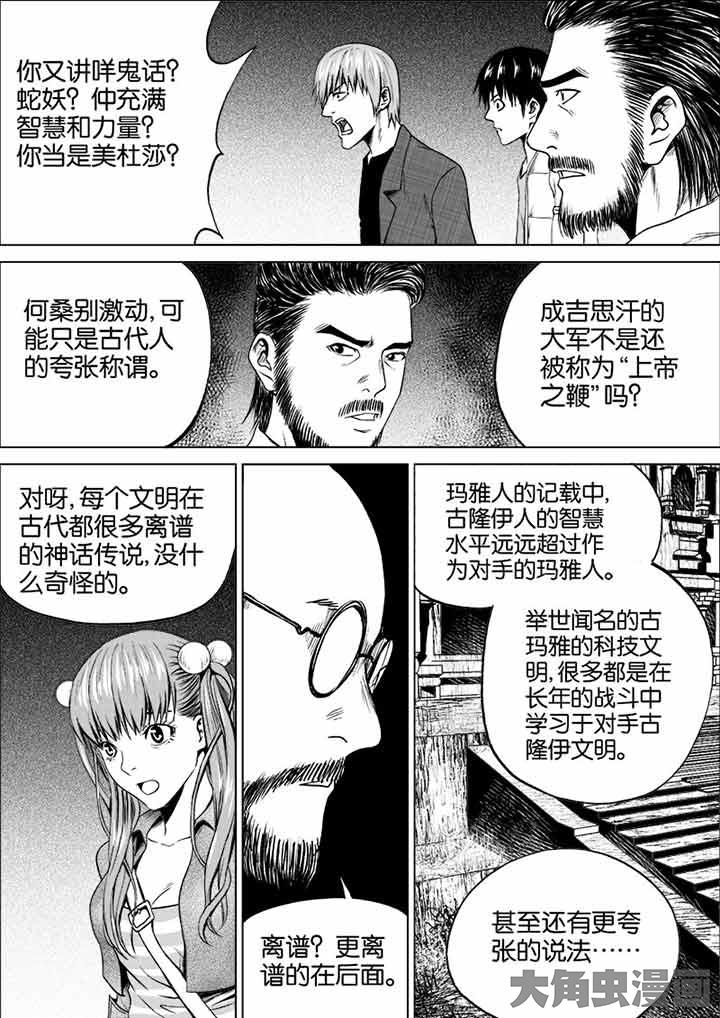 你又讲咩鬼话？
蛇妖？仲充满
智慧和力量？
你当是美杜莎？
何桑别激动，可
能只是古代人
的夸张称谓。
成吉思汗的
大军不是还
被称为“上帝
之鞭”吗？
对呀，每个文明在
古代都很多离谱
的神话传说，没什
么奇怪的。
离谱？更离
谱的在后面。
玛雅人的记载中，
古隆伊人的智慧
水平远远超过作
为对手的玛雅人。
举世闻名的古
玛雅的科技文
明，很多都是在
长年的战斗中
学习于对手古
隆伊文明。
甚至还有更夸
张的说法……
大角虫漫画